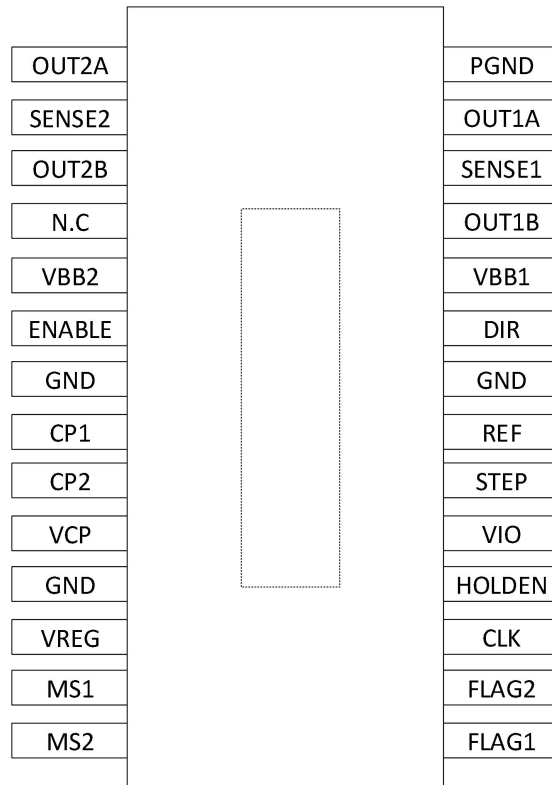 OUT2A PGND
SENSE2 OUT1A
OUT2B SENSE1
N.C OUT1B
VBB2 VBB1
ENABLE DIR
GND GND
CP1 REF
CP2 STEP
VCP VIO
GND HOLDEN
VREG CLK
MS1 FLAG2
MS2 FLAG1